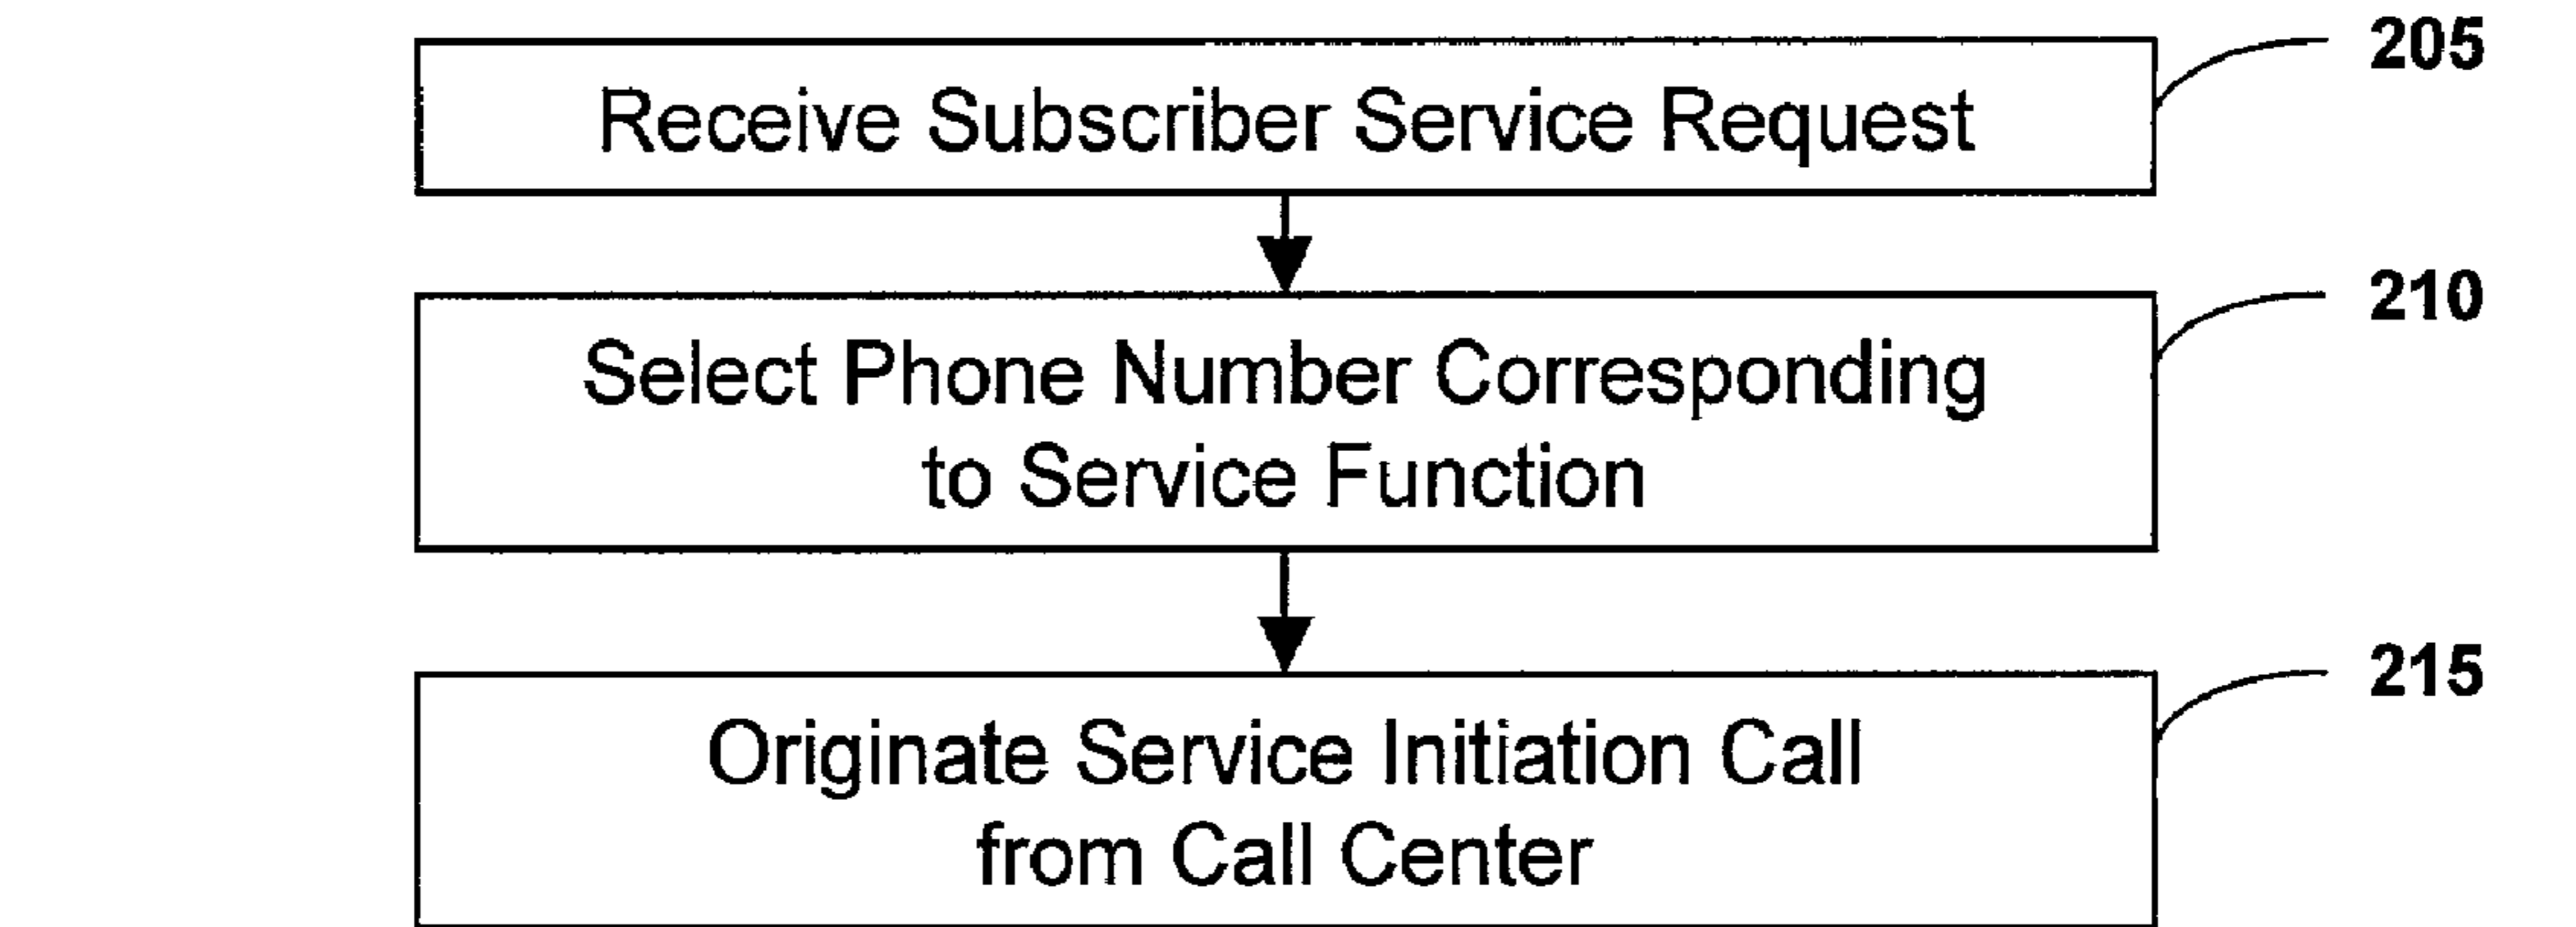 205
Receive Subscriber Service Request
210
Select Phone Number Corresponding
to Service Function
215
Originate Service Initiation Call
from Call Center